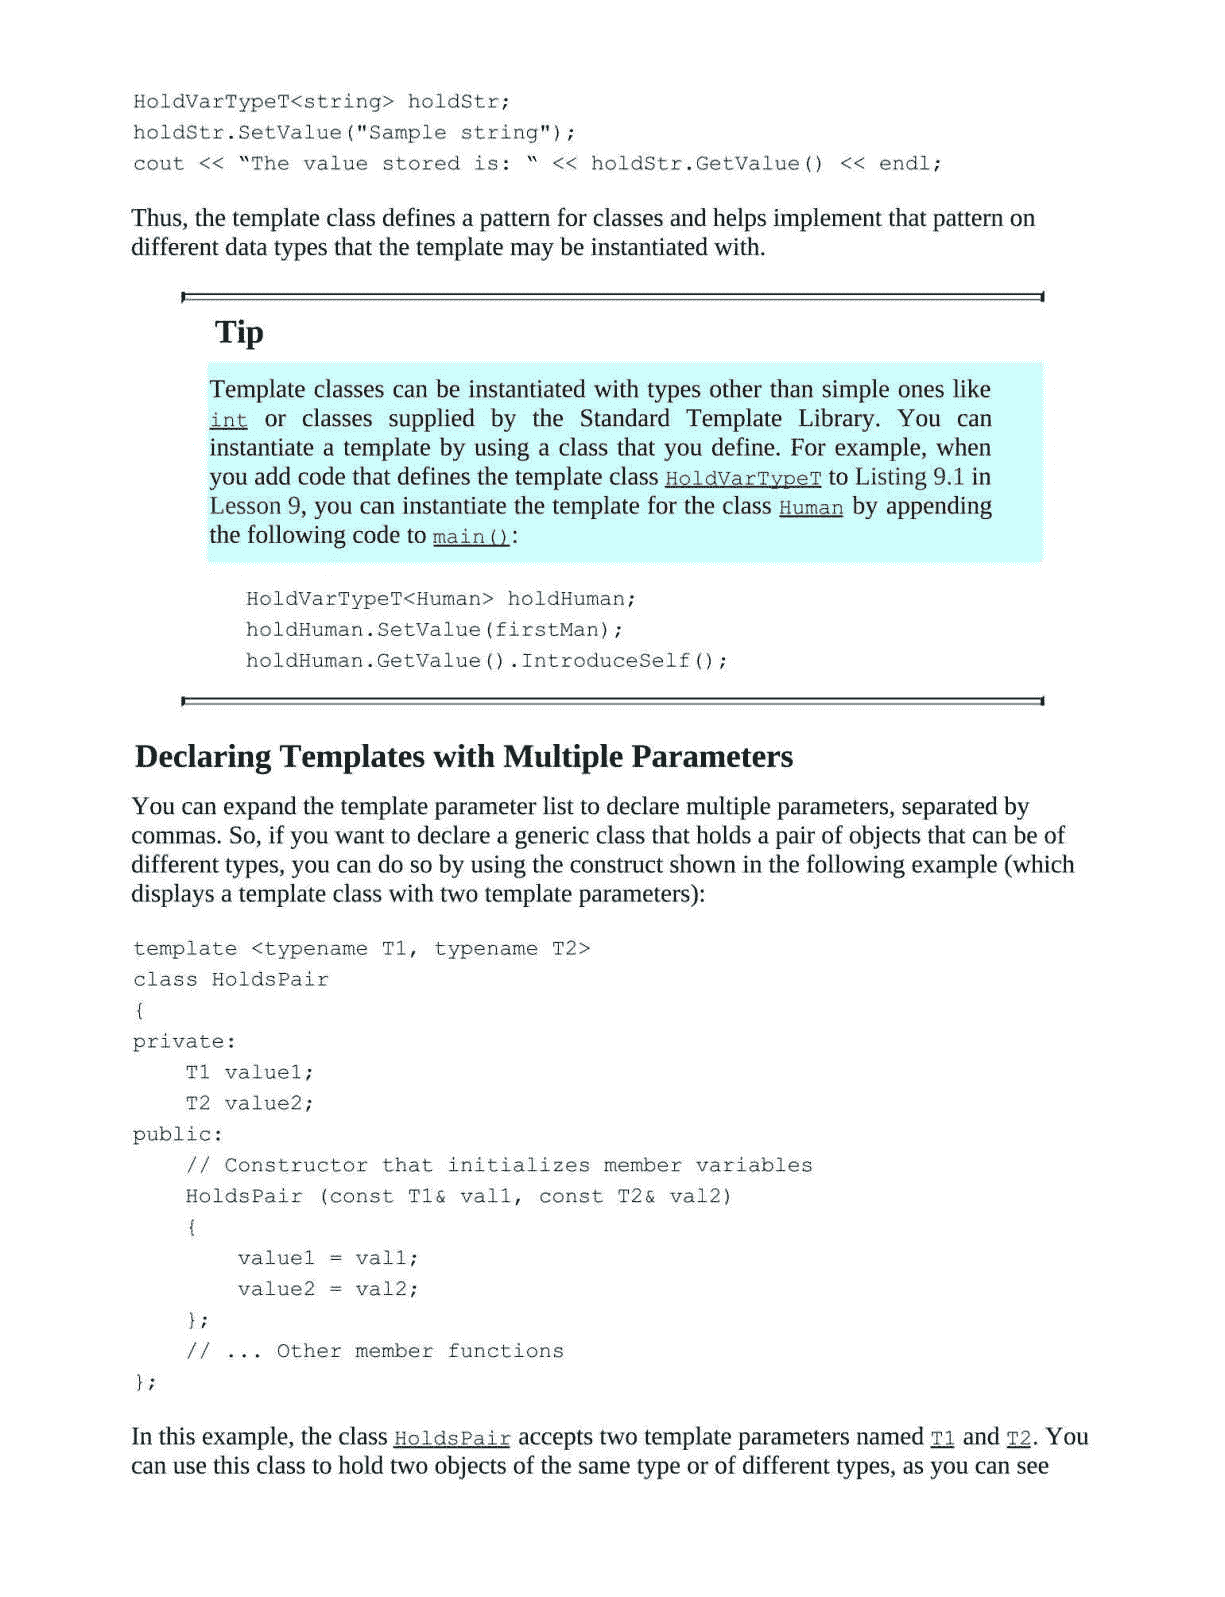 HoldVarTypeT<string> holdStr;
holdStr.SetValue("Sample string");
cout << “The value stored is: “ << holdStr.GetValue() << endl;
Thus, the template class defines a pattern for classes and helps implement that pattern on
different data types that the template may be instantiated with.
Tip
Template classes can be instantiated with types other than simple ones like
int or classes supplied by the Standard Template Library. You can
instantiate a template by using a class that you define. For example, when
you add code that defines the template class HoldVarTypeT to Listing 9.1 in
Lesson 9, you can instantiate the template for the class Human by appending
the following code to main():
HoldVarTypeT<Human> holdHuman;
holdHuman.SetValue(firstMan);
holdHuman.GetValue().IntroduceSelf();
Declaring Templates with Multiple Parameters
You can expand the template parameter list to declare multiple parameters, separated by
commas. So, if you want to declare a generic class that holds a pair of objects that can be of
different types, you can do so by using the construct shown in the following example (which
displays a template class with two template parameters):
template <typename T1, typename T2>
class HoldsPair
{
private:
    T1 value1;
    T2 value2;
public:
    // Constructor that initializes member variables
    HoldsPair (const T1& val1, const T2& val2)
    {
        value1 = val1;
        value2 = val2;
    };
    // ... Other member functions
};
In this example, the class HoldsPair accepts two template parameters named T1 and T2. You
can use this class to hold two objects of the same type or of different types, as you can see